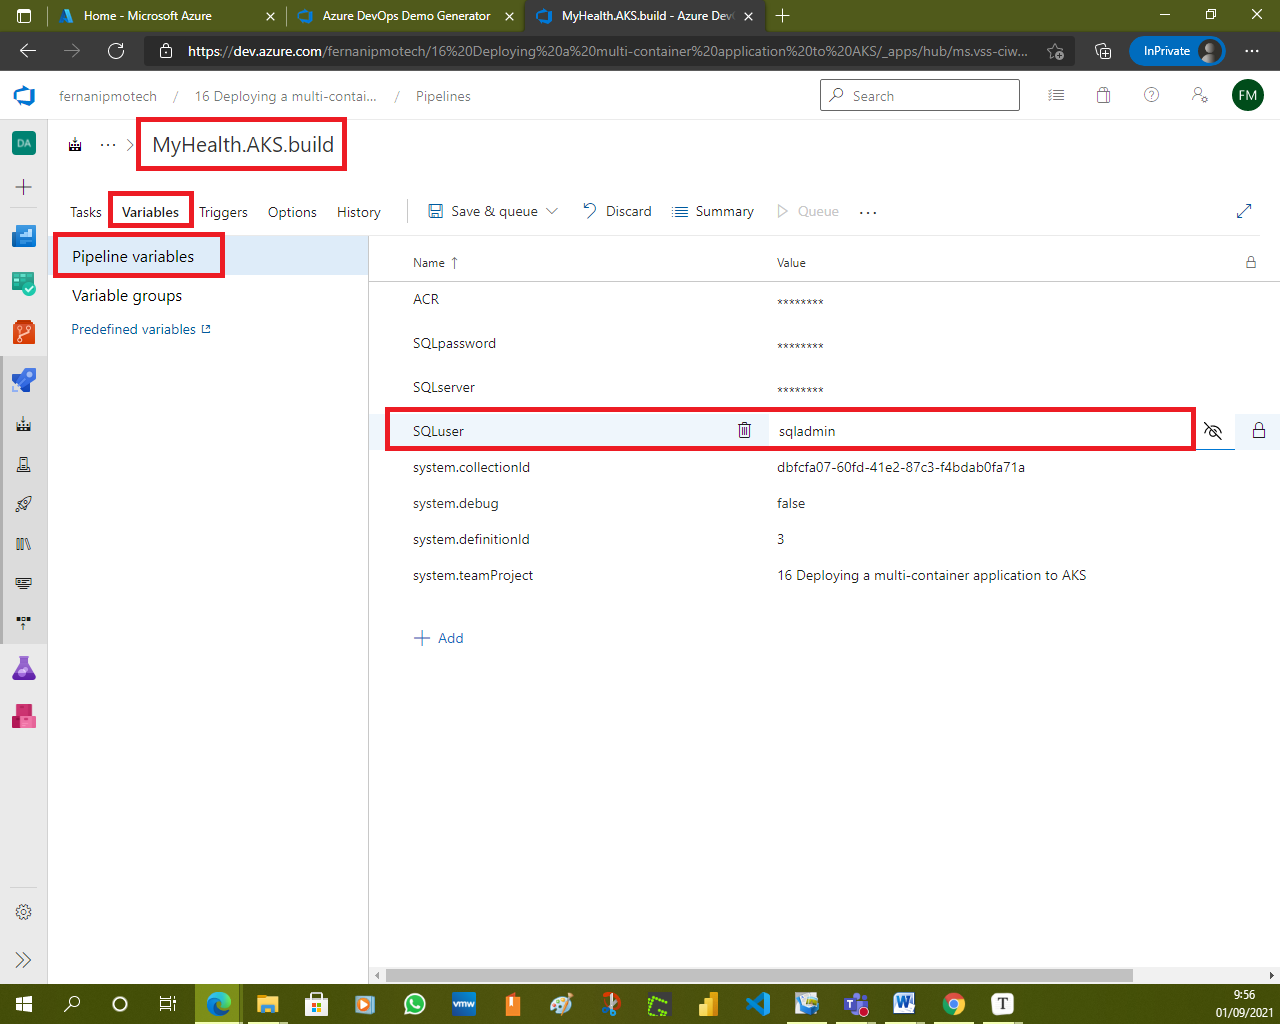 Home - Microsoft Azure
Azure DevOps Demo Generator
MyHealth.AKS.build - Azure Dev
https://dev.azure.com/fernanipmotech/16%20Deploying%20a%20multi-container%20application%20to%20AKS/_apps/hub/ms.vss-ciw...
InPrivate
fernanipmotech / 16 Deploying a multi-contai... / Pipelines
Search
FM
DA
MyHealth.AKS.build
Tasks Variables Triggers Options History
Save & queue Discard Summary Queue
Pipeline variables
Variable groups
Predefined variables
Name Value
ACR ********
SQLpassword ********
SQLserver ********
SQLuser sqladmin
system.collectionId dbfcfa07-60fd-41e2-87c3-f4bdab0fa71a
system.debug false
system.definitionId 3
system.teamProject 16 Deploying a multi-container application to AKS
Add
vmw
T
9:56
01/09/2021